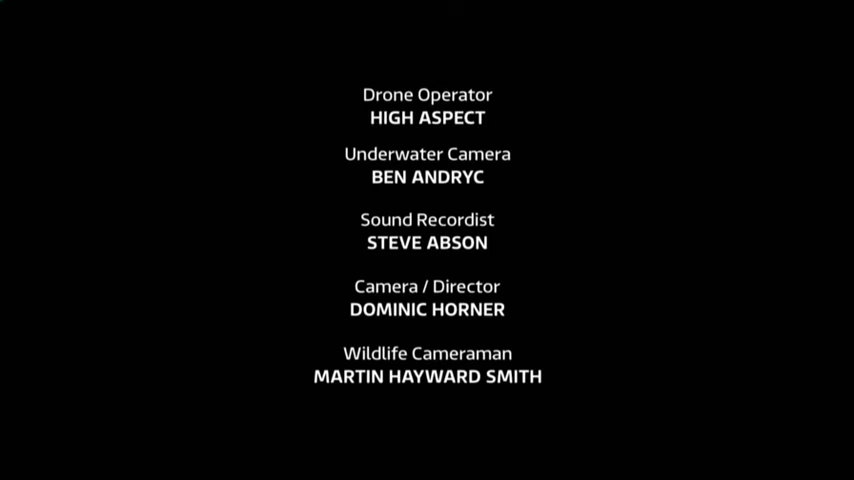 Drone Operator
HIGH ASPECT
Underwater Camera
BEN ANDRYC
Sound Recordist
STEVE ABSON
Camera / Director
DOMINIC HORNER
Wildlife Cameraman
MARTIN HAYWARD SMITH